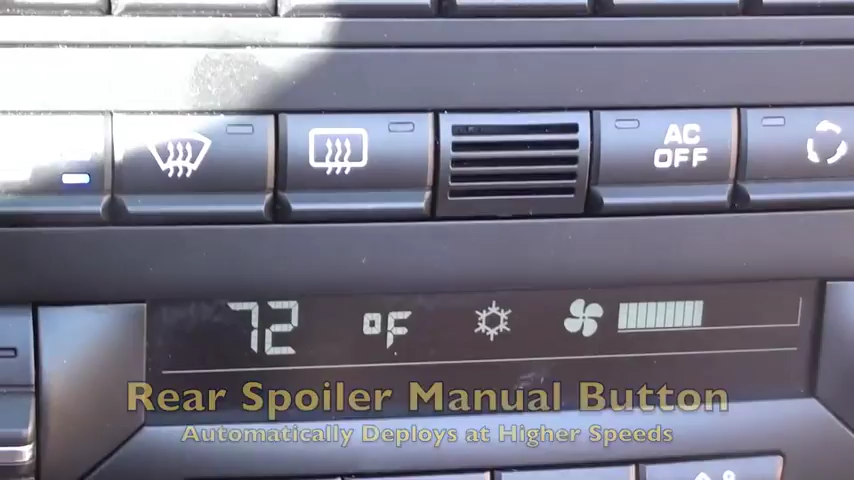 AC
OFF
72 °F
Rear Spoiler Manual Button
Automatically Deploys at Higher Speeds